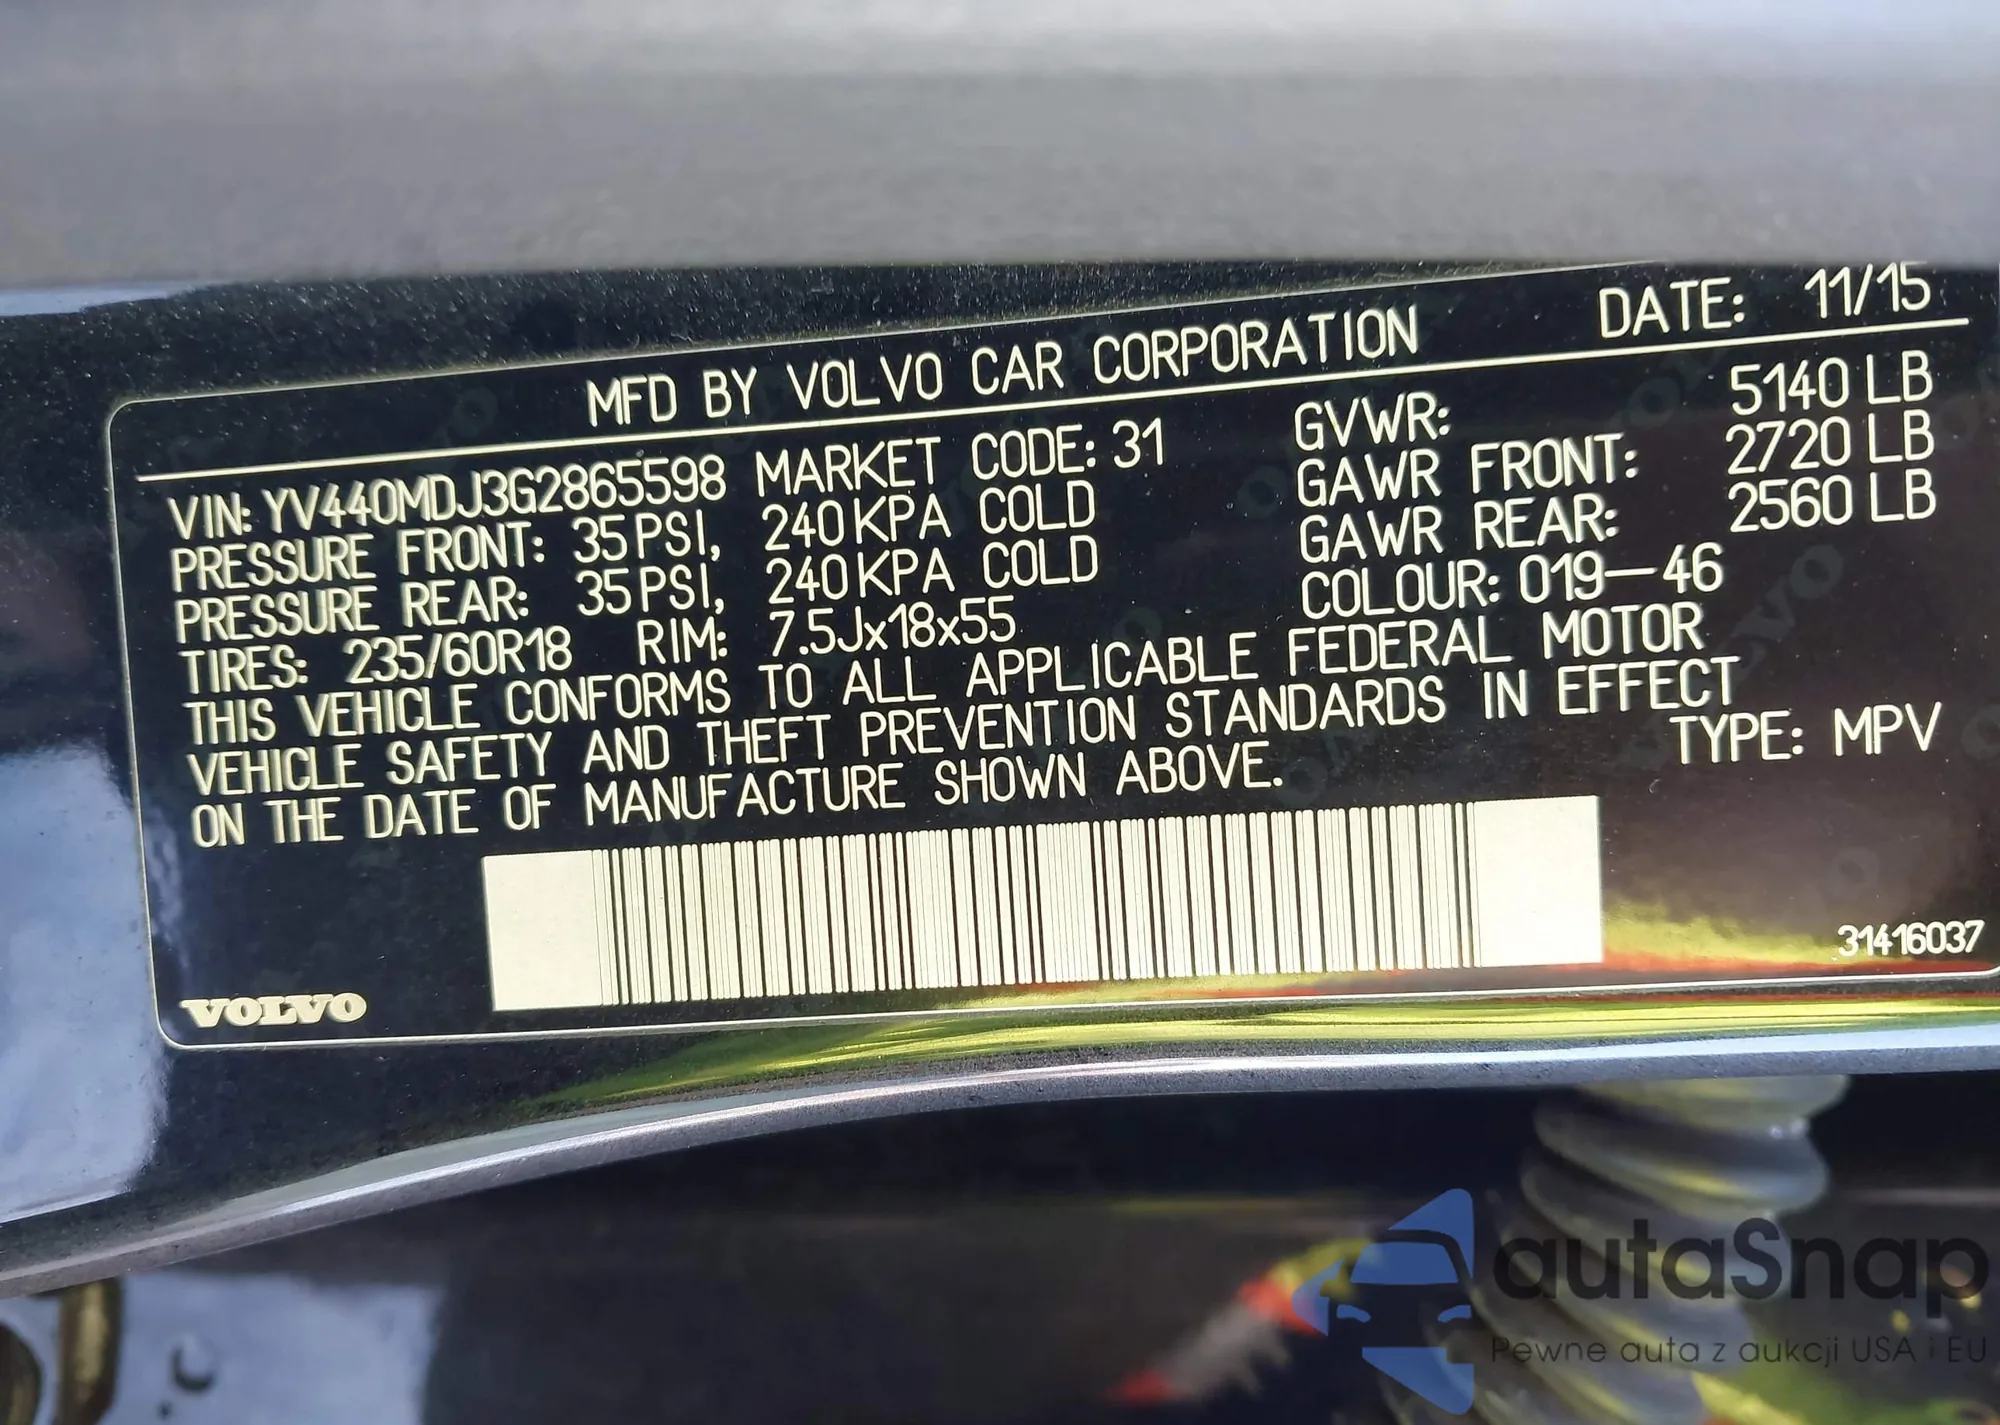 MFD BY VOLVO CAR CORPORATION DATE: 11/15
VIN: YV440MDJ3G2865598 MARKET CODE: 31 GVWR: 5140 LB
PRESSURE FRONT: 35 PSI, 240 KPA COLD GAWR FRONT: 2720 LB
PRESSURE REAR: 35 PSI, 240 KPA COLD GAWR REAR: 2560 LB
TIRES: 235/60R18 RIM: 7.5Jx18x55 COLOUR: 019-46
THIS VEHICLE CONFORMS TO ALL APPLICABLE FEDERAL MOTOR
VEHICLE SAFETY AND THEFT PREVENTION STANDARDS IN EFFECT
ON THE DATE OF MANUFACTURE SHOWN ABOVE. TYPE: MPV
31416037
VOLVO
autaSnap
Pewne auta z aukcji USA i EU